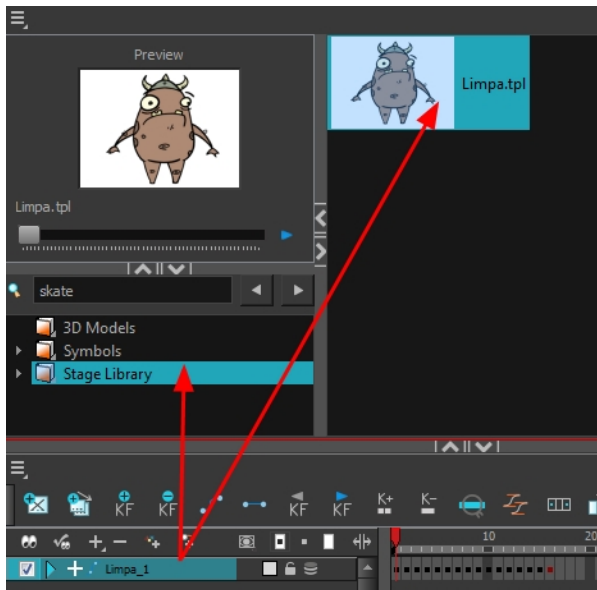 Preview
Limpa.tpl
Limpa.tpl
skate
3D Models
Symbols
Stage Library
KF KF KF KF K+ K-
10 20
Limpa_1